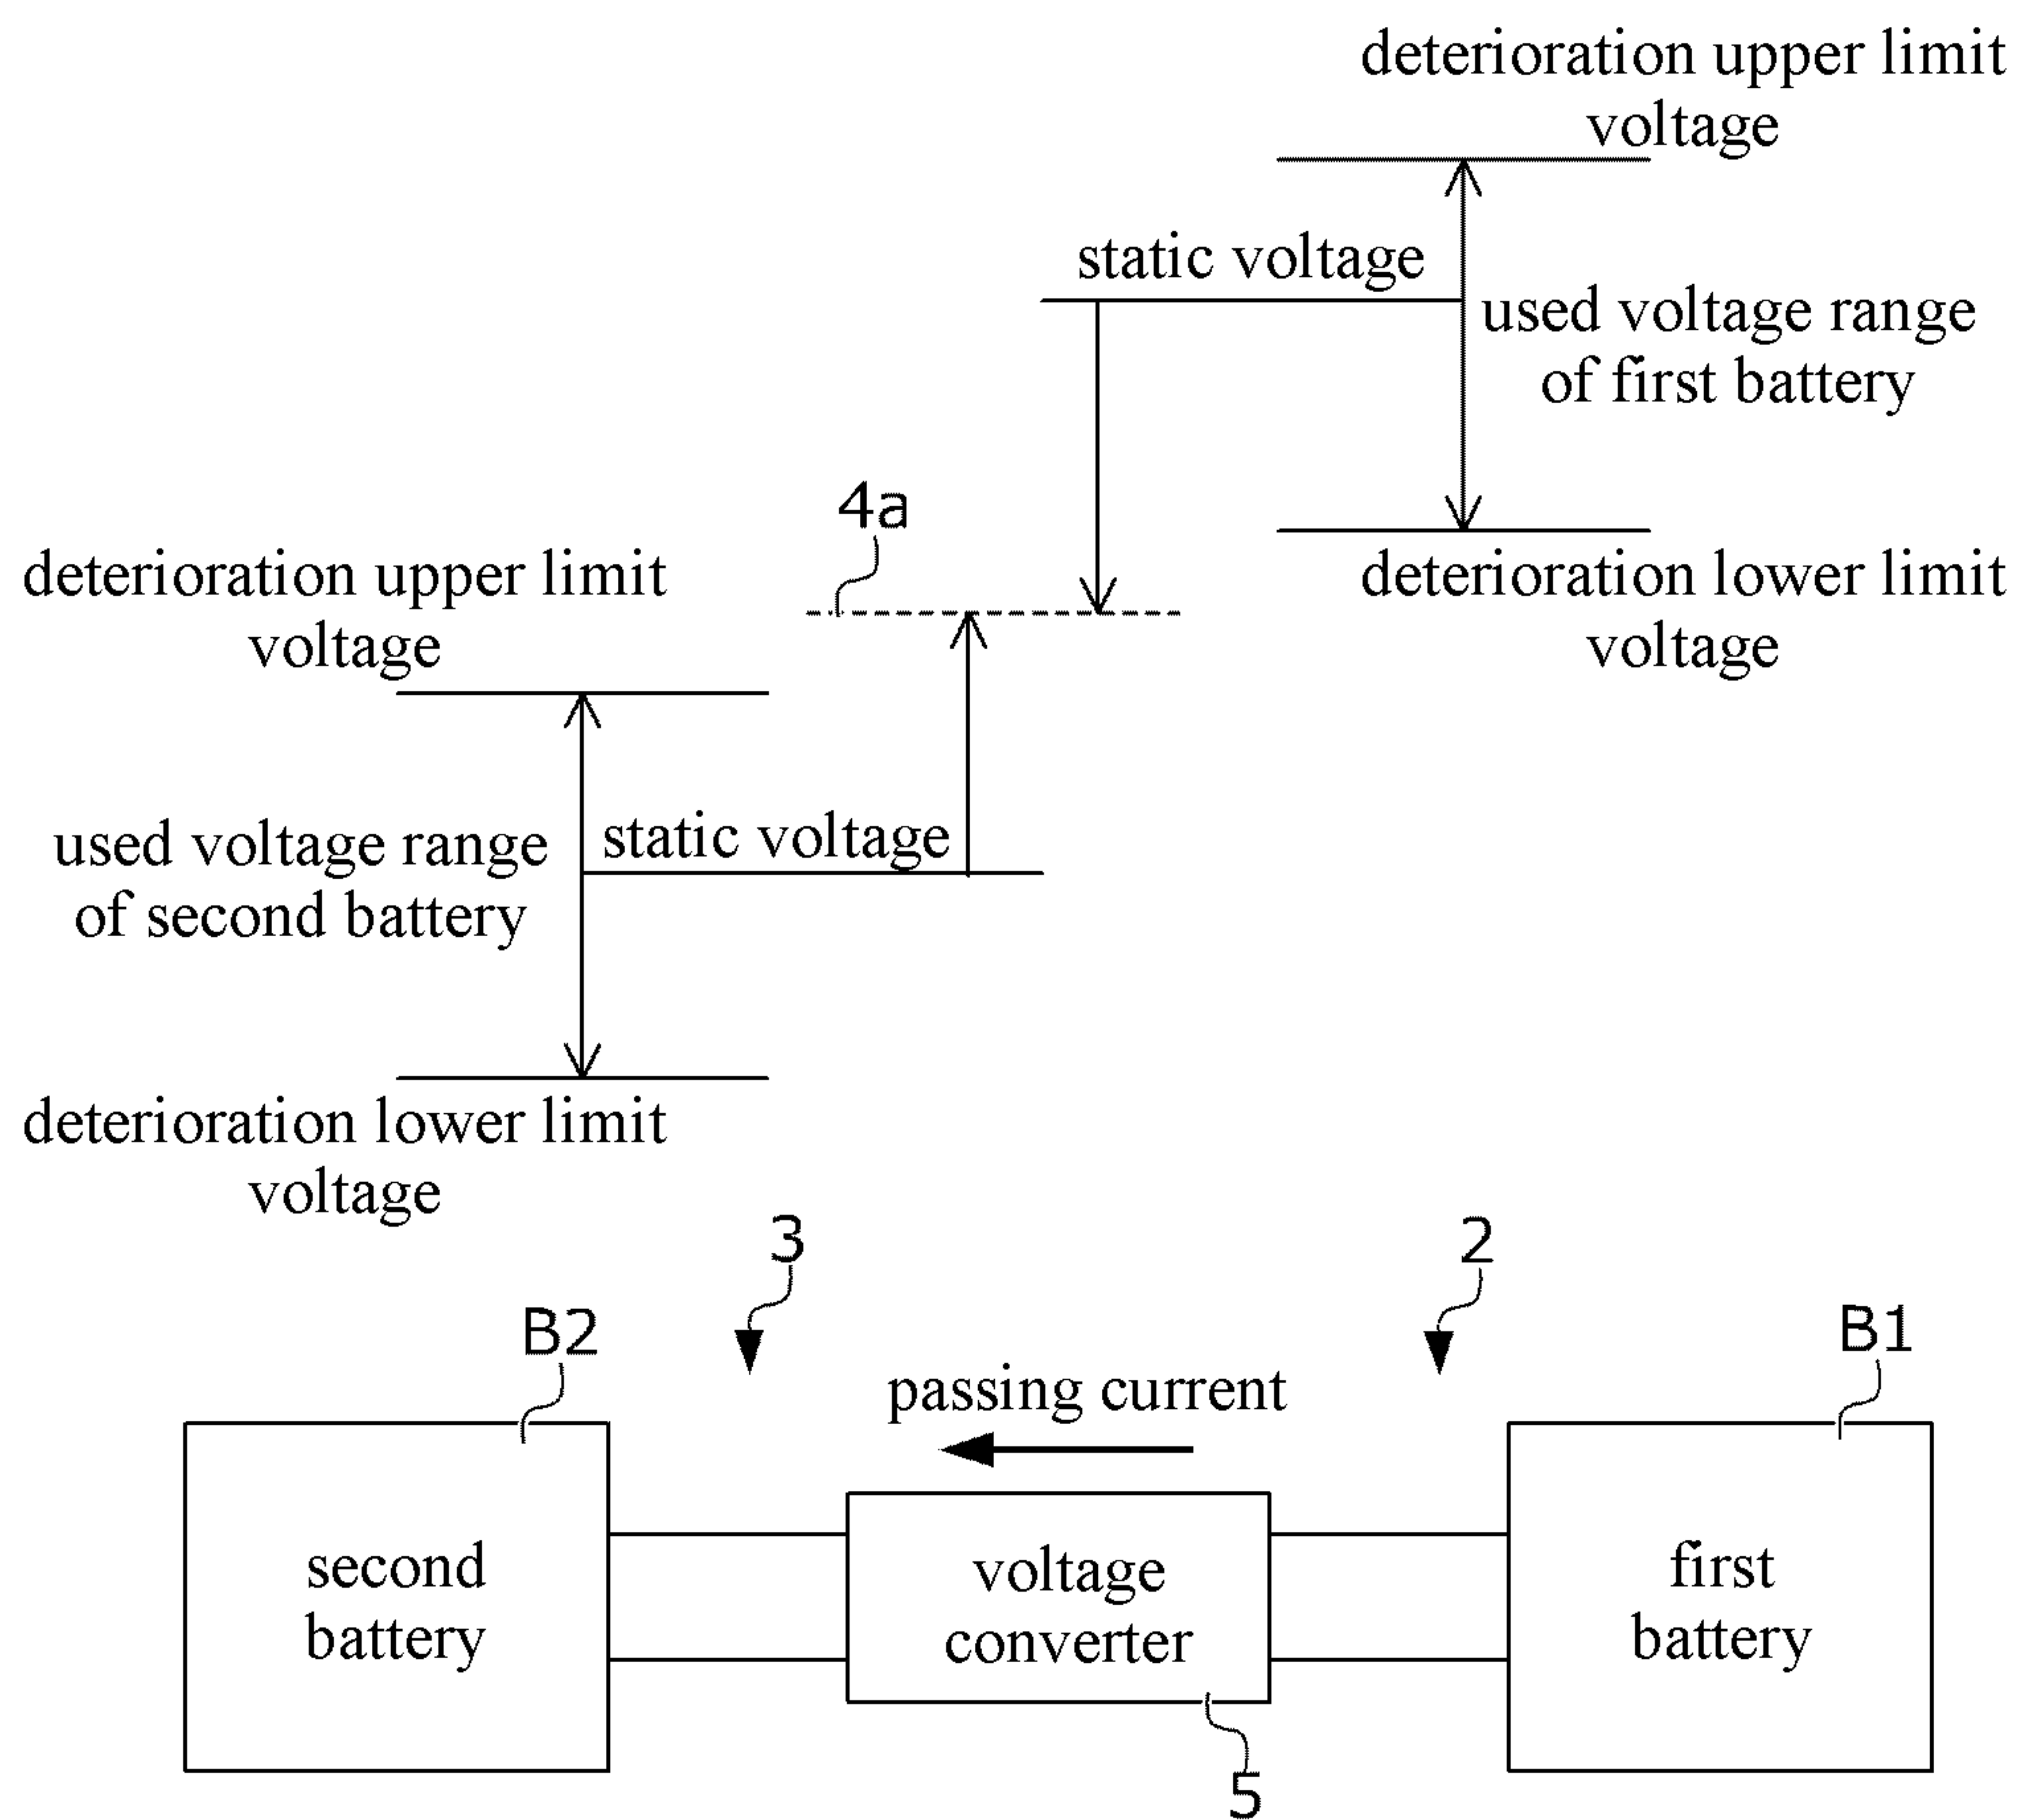 deterioration upper limit
voltage
static voltage
used voltage range
of first battery
4a
deterioration upper limit
voltage
deterioration lower limit
voltage
used voltage range
of second battery
static voltage
deterioration lower limit
voltage
3
2
B2
B1
passing current
second
battery
voltage
converter
first
battery
5